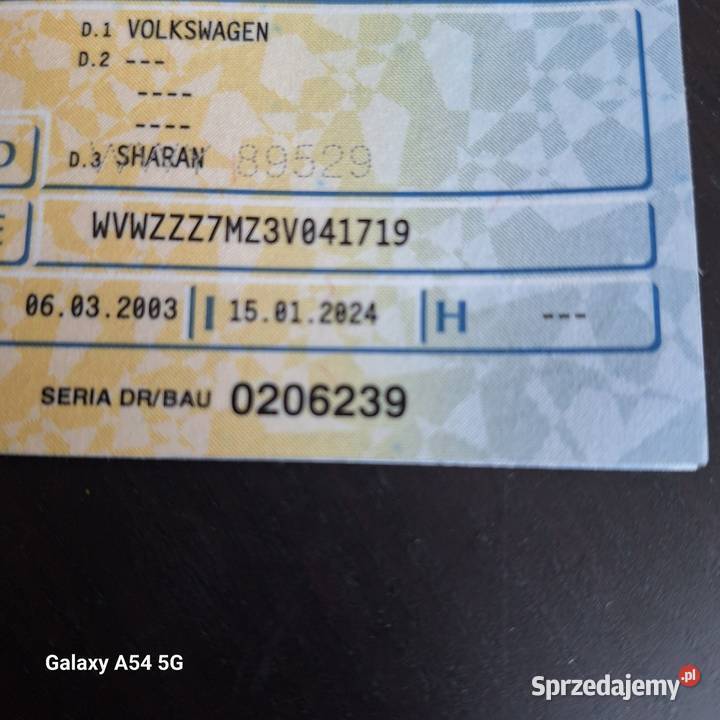 D.1 VOLKSWAGEN
D.2 ---
----
----
D.3 SHARAN 89529
WVWZZZ7MZ3V041719
06.03.2003 I 15.01.2024 H ---
SERIA DR/BAU 0206239
Galaxy A54 5G
Sprzedajemy.pl